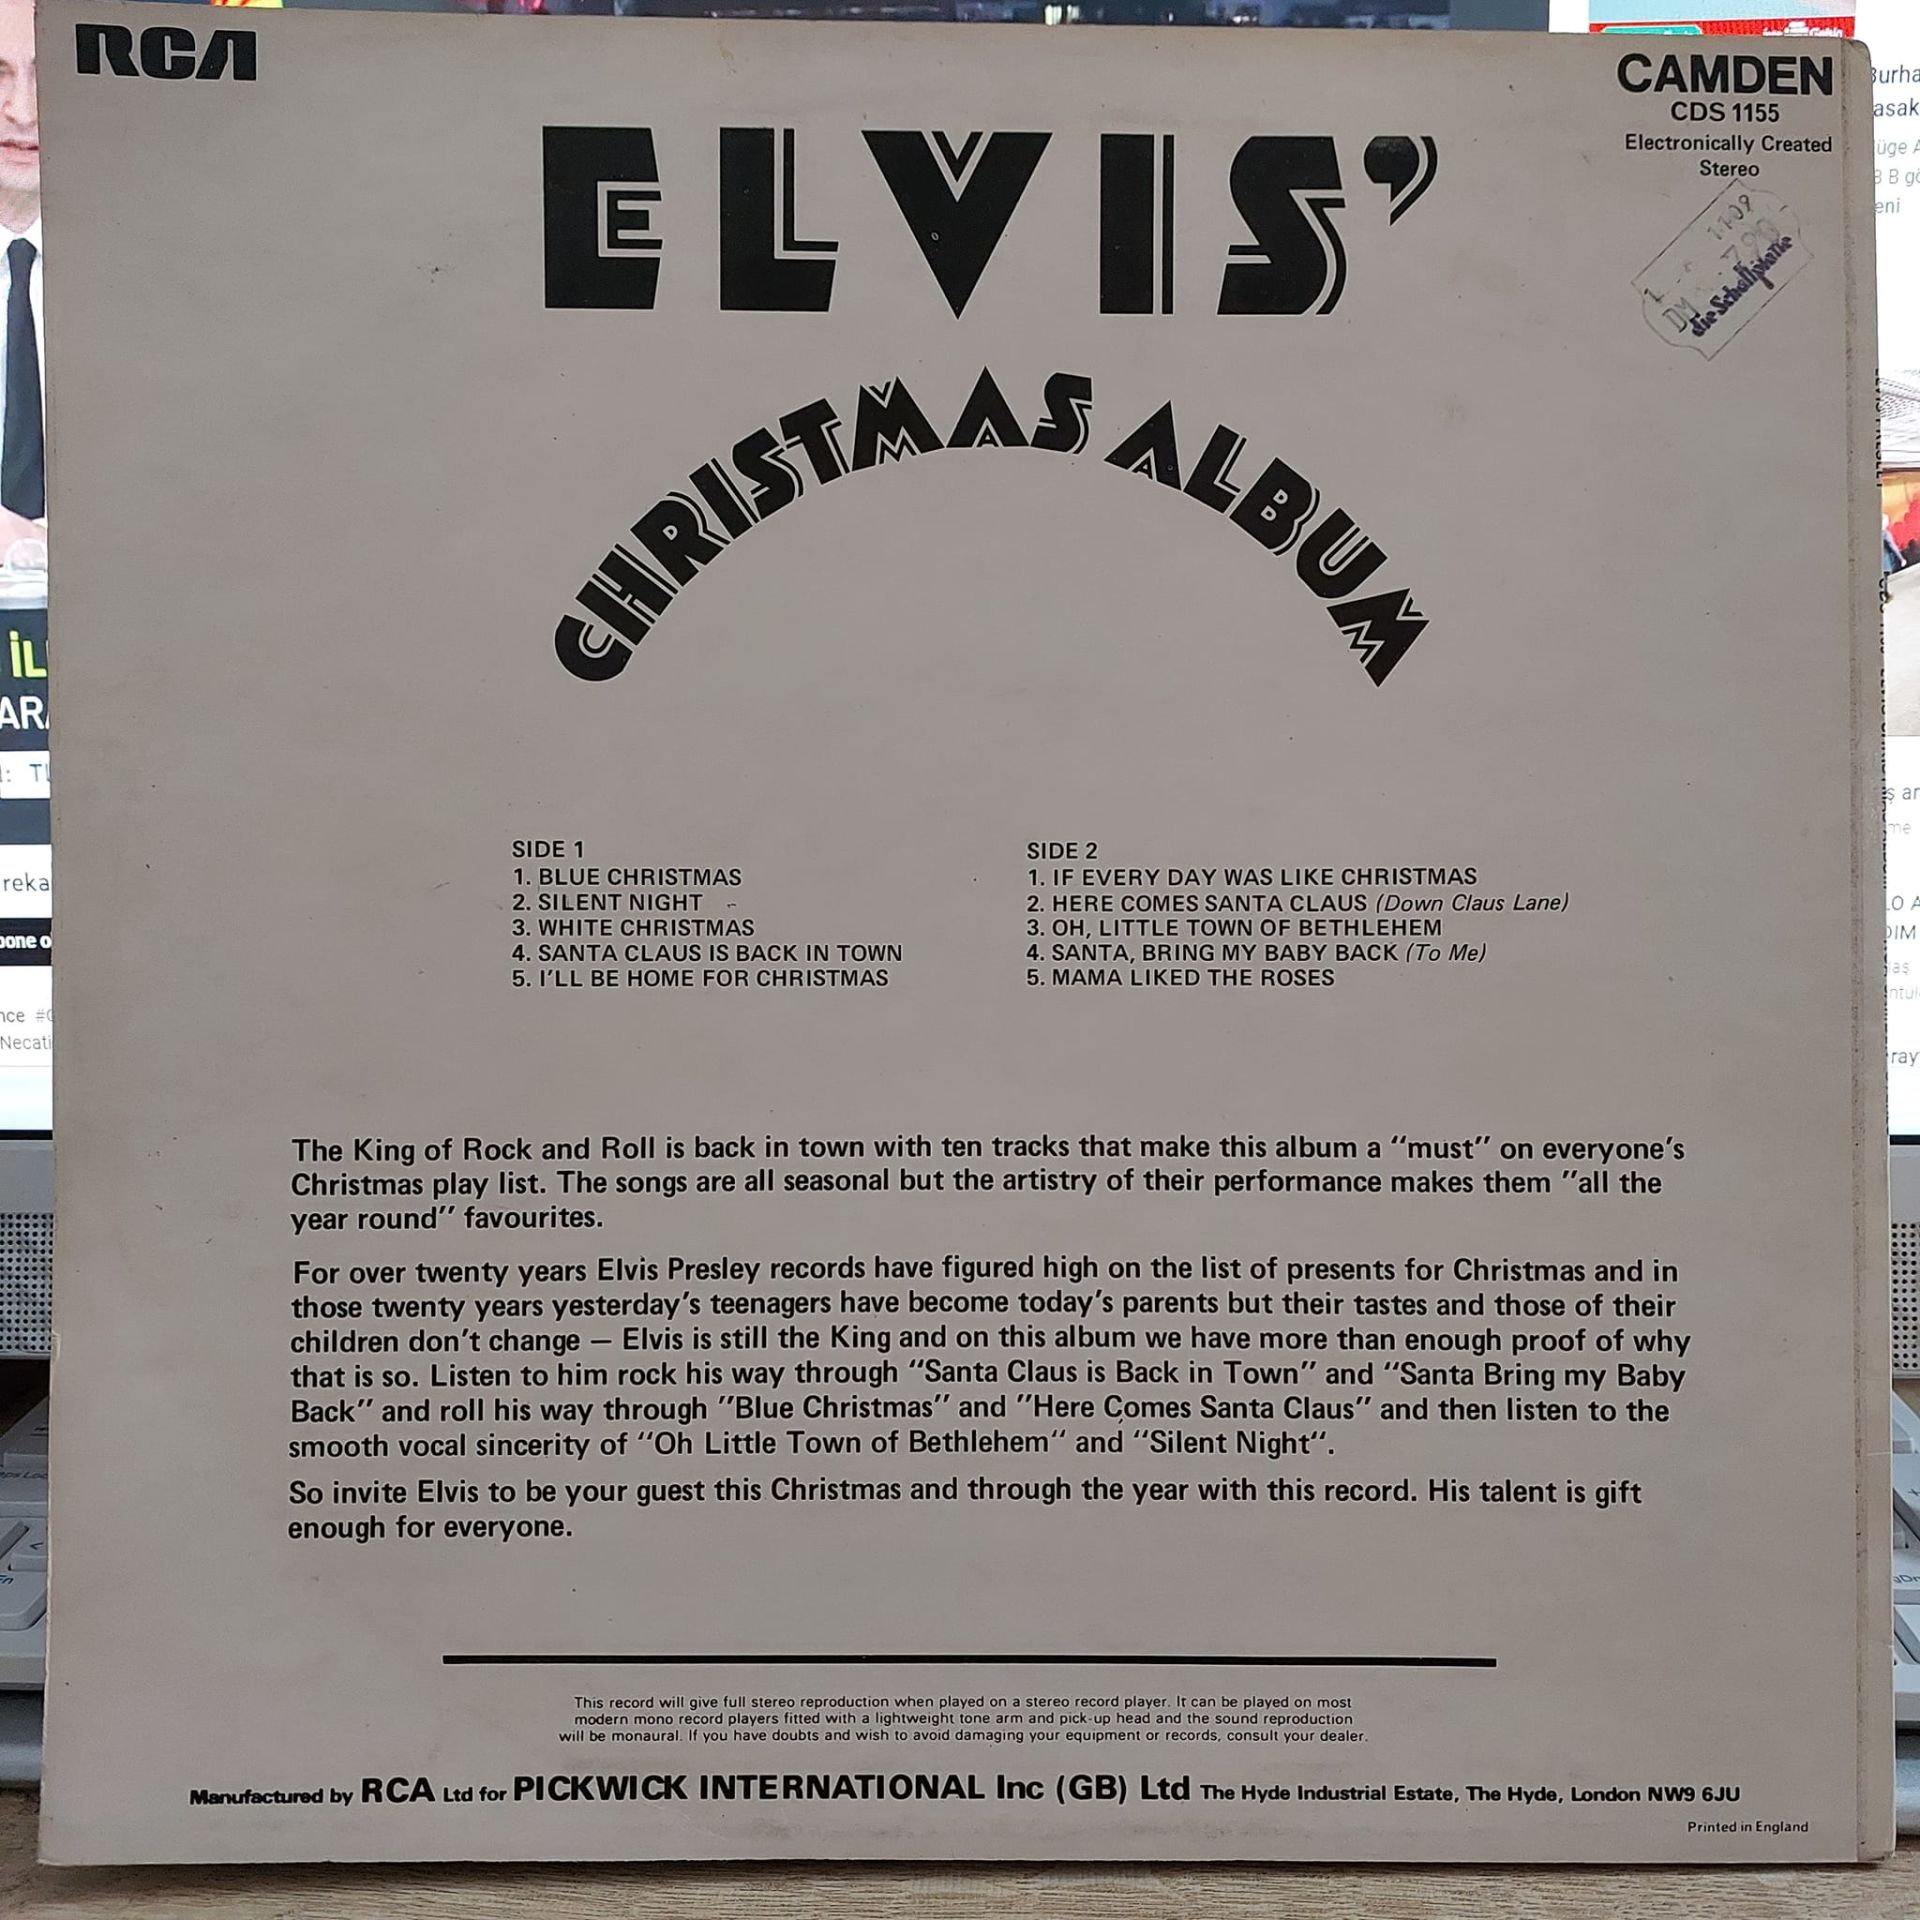 RCA
CAMDEN
CDS 1155
Electronically Created
Stereo
DM 7.90
die Schallplatte
ELVIS'
CHRISTMAS ALBUM
SIDE 1
1. BLUE CHRISTMAS
2. SILENT NIGHT
3. WHITE CHRISTMAS
4. SANTA CLAUS IS BACK IN TOWN
5. I'LL BE HOME FOR CHRISTMAS
SIDE 2
1. IF EVERY DAY WAS LIKE CHRISTMAS
2. HERE COMES SANTA CLAUS (Down Claus Lane)
3. OH, LITTLE TOWN OF BETHLEHEM
4. SANTA, BRING MY BABY BACK (To Me)
5. MAMA LIKED THE ROSES
The King of Rock and Roll is back in town with ten tracks that make this album a "must" on everyone's
Christmas play list. The songs are all seasonal but the artistry of their performance makes them "all the
year round" favourites.
For over twenty years Elvis Presley records have figured high on the list of presents for Christmas and in
those twenty years yesterday's teenagers have become today's parents but their tastes and those of their
children don't change — Elvis is still the King and on this album we have more than enough proof of why
that is so. Listen to him rock his way through "Santa Claus is Back in Town" and "Santa Bring my Baby
Back" and roll his way through "Blue Christmas" and "Here Comes Santa Claus" and then listen to the
smooth vocal sincerity of "Oh Little Town of Bethlehem" and "Silent Night".
So invite Elvis to be your guest this Christmas and through the year with this record. His talent is gift
enough for everyone.
This record will give full stereo reproduction when played on a stereo record player. It can be played on most
modern mono record players fitted with a lightweight tone arm and pick-up head and the sound reproduction
will be monaural. If you have doubts and wish to avoid damaging your equipment or records, consult your dealer.
Manufactured by RCA Ltd for PICKWICK INTERNATIONAL Inc (GB) Ltd The Hyde Industrial Estate, The Hyde, London NW9 6JU
Printed in England